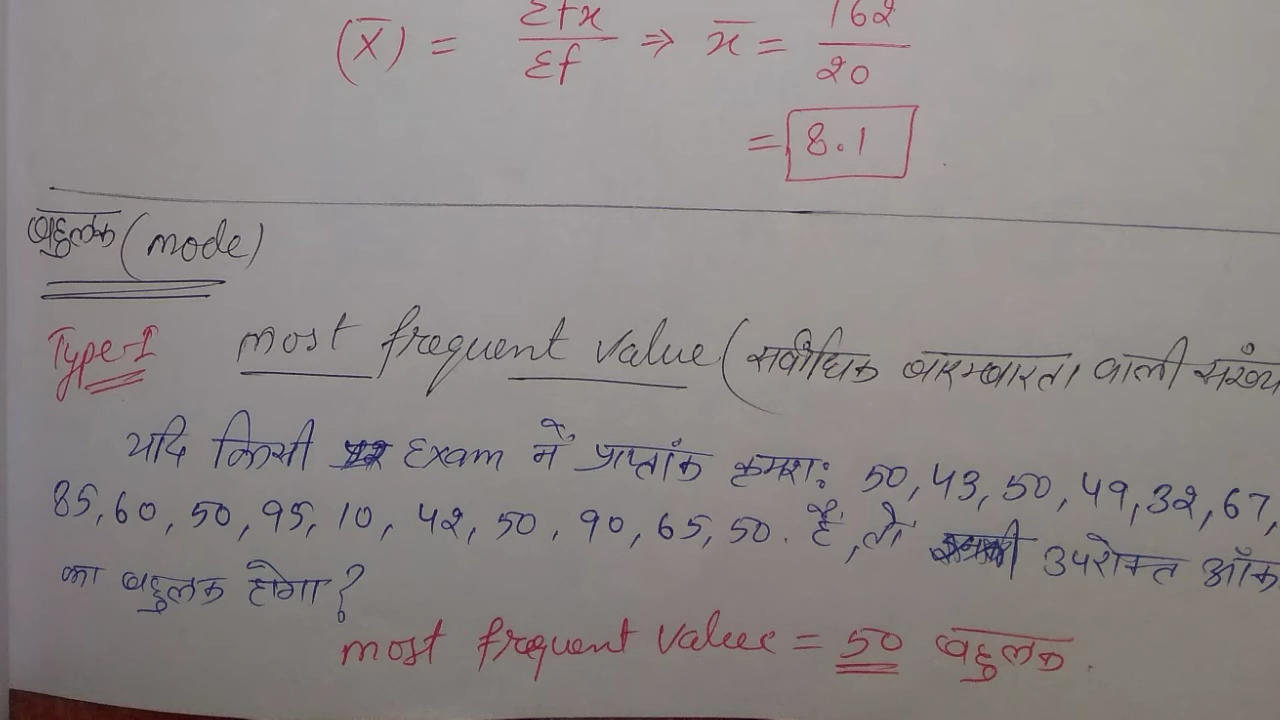 (x̄) = Σfx / Σf ⇒ x̄ = 162 / 20
= 8.1
बहुलक (mode)
Type-I most frequent value (सर्वाधिक बारम्बारता वाली संख्य
यदि किसी Exam में प्राप्तांक क्रमशः 50, 43, 50, 49, 32, 67,
85, 60, 50, 95, 10, 42, 50, 90, 65, 50. हैं, तो उपरोक्त आँक
का बहुलक होगा?
most frequent value = 50 बहुलक.